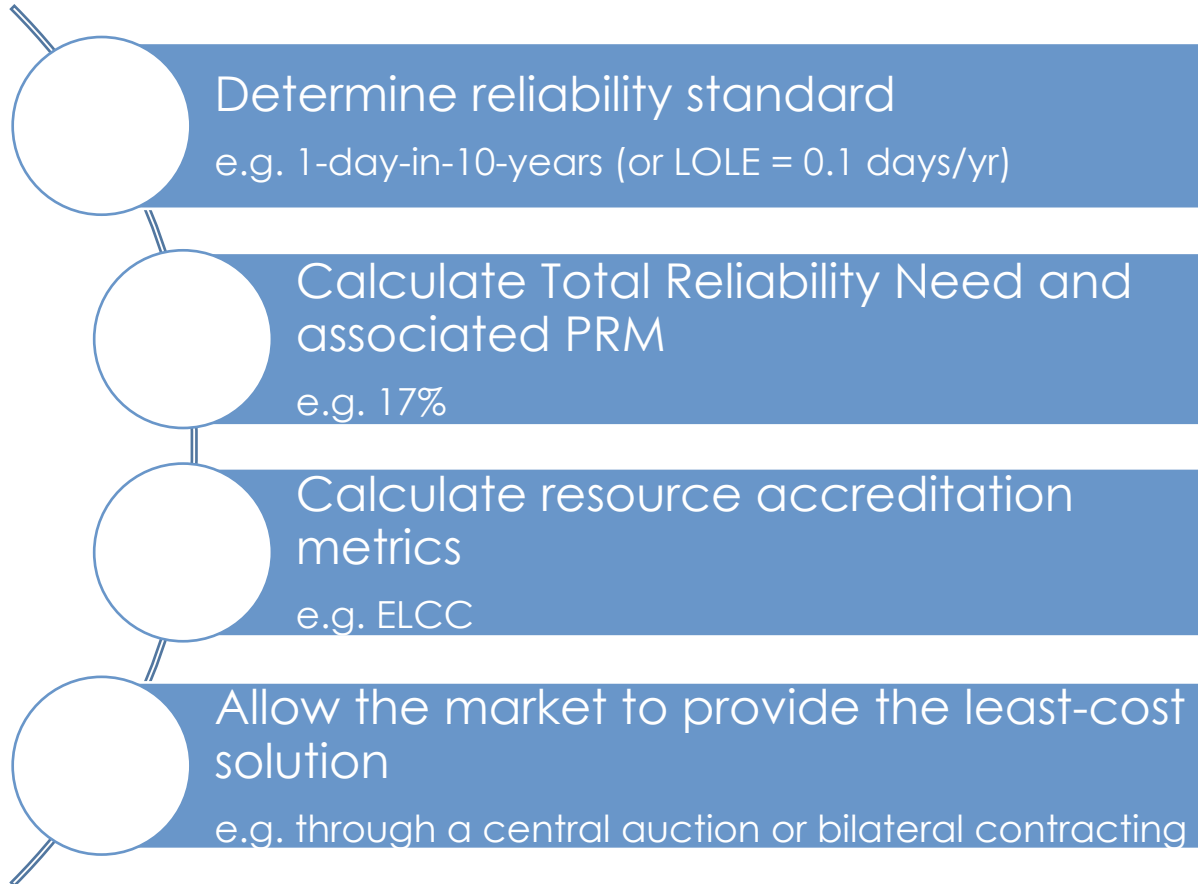 Determine reliability standard
e.g. 1-day-in-10-years (or LOLE = 0.1 days/yr)
Calculate Total Reliability Need and
associated PRM
e.g. 17%
Calculate resource accreditation
metrics
e.g. ELCC
Allow the market to provide the least-cost
solution
e.g. through a central auction or bilateral contracting